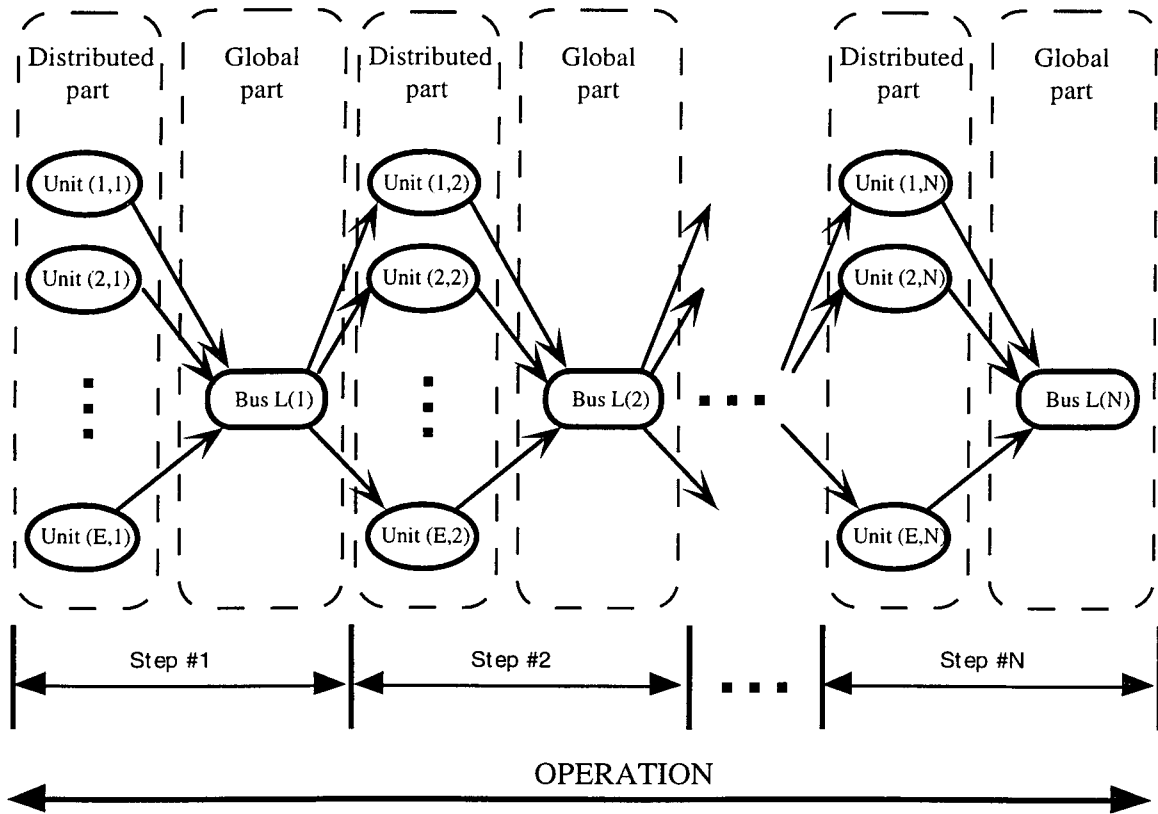 Distributed
part
Global
part
Distributed
part
Global
part
Distributed
part
Global
part
Unit (1,1)
Unit (1,2)
Unit (1,N)
Unit (2,1)
Unit (2,2)
Unit (2,N)
Bus L(1)
Bus L(2)
Bus L(N)
Unit (E,1)
Unit (E,2)
Unit (E,N)
Step #1
Step #2
Step #N
OPERATION